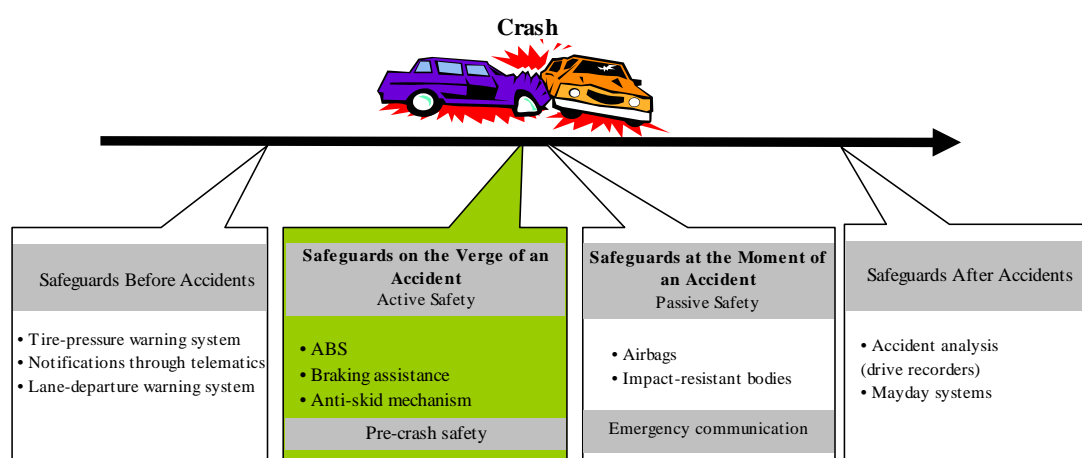 Crash
Safeguards Before Accidents
• Tire-pressure warning system
• Notifications through telematics
• Lane-departure warning system
Safeguards on the Verge of an
Accident
Active Safety
• ABS
• Braking assistance
• Anti-skid mechanism
Pre-crash safety
Safeguards at the Moment of
an Accident
Passive Safety
• Airbags
• Impact-resistant bodies
Emergency communication
Safeguards After Accidents
• Accident analysis
(drive recorders)
• Mayday systems